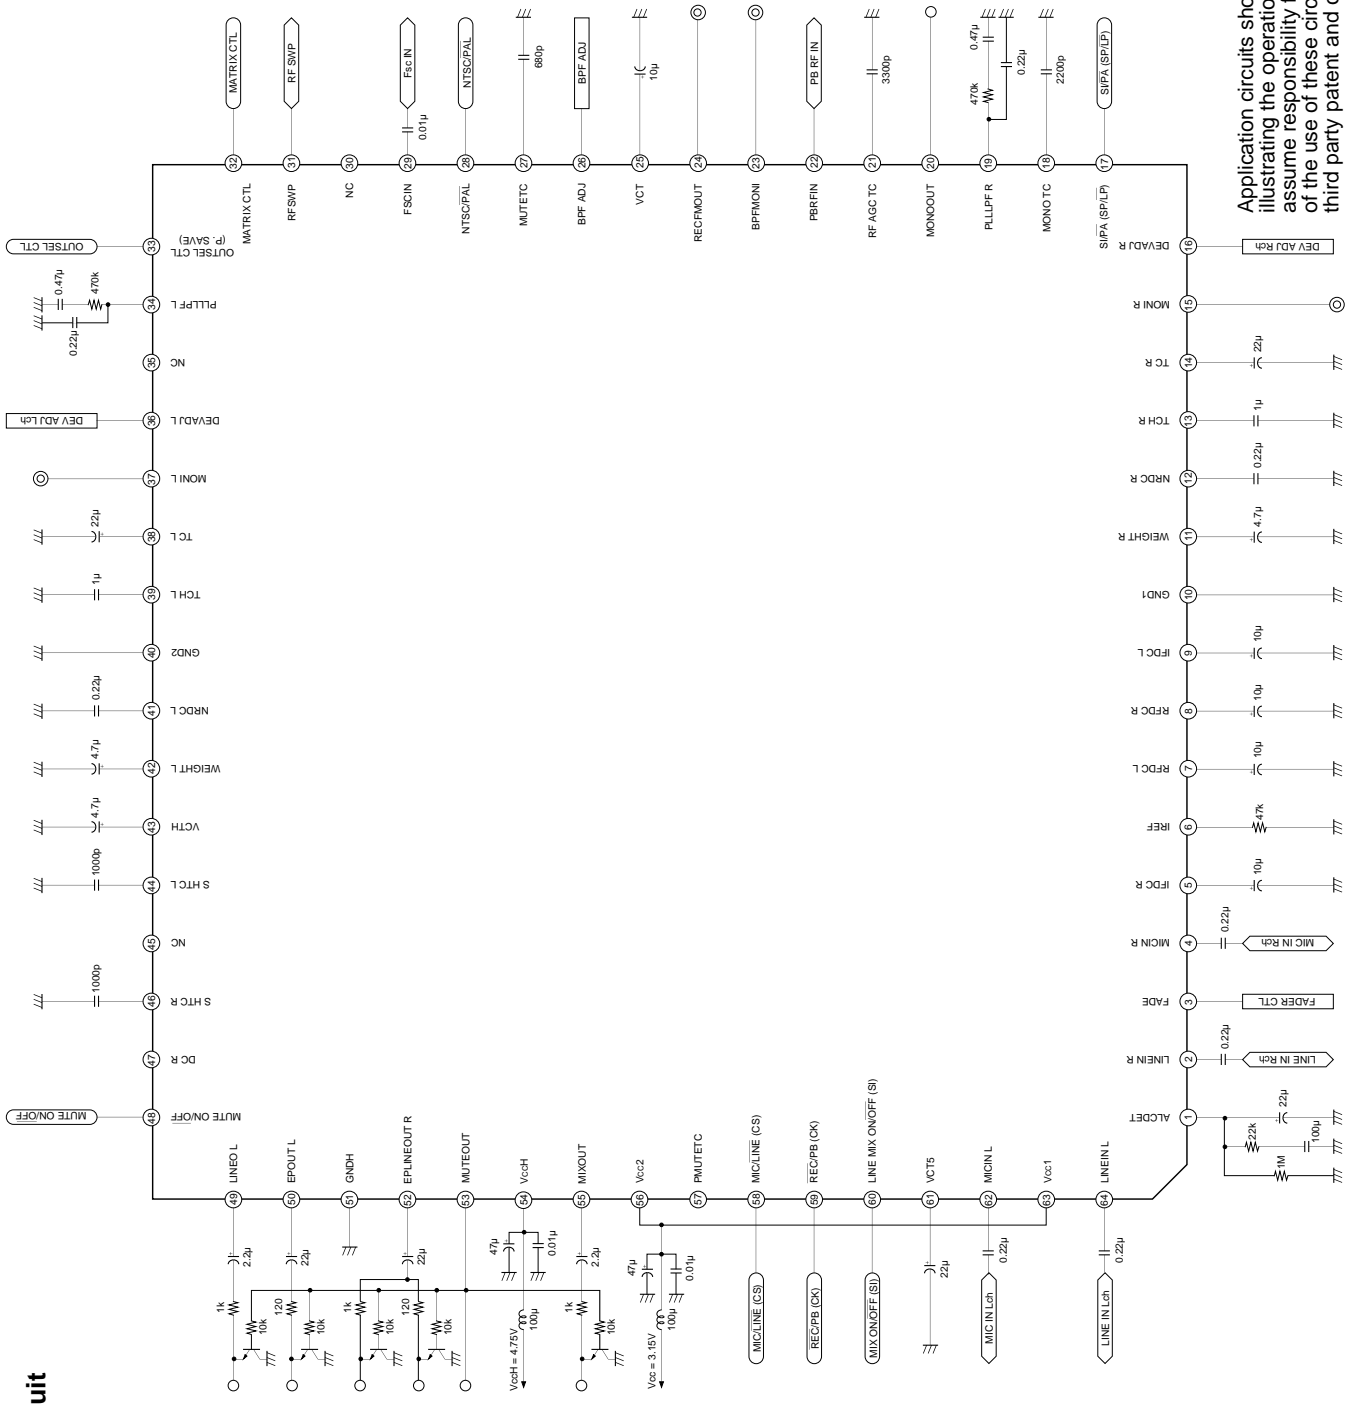 MATRIX CTL
RF SWP
Fsc IN
NTSC/PAL
BPF ADJ
PB RF IN
SI/PA (SP/LP)
0.01µ
680p
10µ
3300p
0.47µ
470k
0.22µ
2200p
32
31
30
29
28
27
26
25
24
23
22
21
20
19
18
17
MATRIX CTL
RFSWP
NC
FSCIN
NTSC/PAL
MUTETC
BPF ADJ
VCT
RECFMOUT
BPFMONI
PBRFIN
RF AGC TC
MONOOUT
PLLLPF R
MONO TC
SI/PA (SP/LP)
Application circuits sho
illustrating the operation
assume responsibility
of the use of these circ
third party patent and o
OUTSEL CTL
33
OUTSEL CTL
(P. SAVE)
0.47µ
470k
0.22µ
34
PLLLPF L
35
NC
DEV ADJ Lch
36
DEVADJ L
37
MONI L
22µ
38
TC L
1µ
39
TCH L
40
GND2
0.22µ
41
NRDC L
4.7µ
42
WEIGHT L
4.7µ
43
VCTH
1000p
44
S HTC L
45
NC
1000p
46
S HTC R
47
DC R
MUTE ON/OFF
48
MUTE ON/OFF
DEVADJ R
16
DEV ADJ Rch
MONI R
15
TC R
14
22µ
TCH R
13
1µ
NRDC R
12
0.22µ
WEIGHT R
11
4.7µ
GND1
10
IFDC L
9
10µ
RFDC R
8
10µ
RFDC L
7
10µ
IREF
6
47k
IFDC R
5
10µ
MICIN R
4
0.22µ
MIC IN Rch
FADE
3
FADER CTL
LINEIN R
2
0.22µ
LINE IN Rch
ALCDET
1
22µ
22k
100µ
1M
LINEO L
EPOUT L
GNDH
EPLINEOUT R
MUTEOUT
VccH
MIXOUT
Vcc2
PMUTETC
MIC/LINE (CS)
REC/PB (CK)
LINE MIX ON/OFF (SI)
VCT5
MICIN L
Vcc1
LINEIN L
49
50
51
52
53
54
55
56
57
58
59
60
61
62
63
64
2.2µ
22µ
22µ
47µ
0.01µ
2.2µ
47µ
0.01µ
22µ
0.22µ
0.22µ
1k
10k
120
10k
1k
10k
120
10k
100µ
VccH = 4.75V
1k
10k
100µ
Vcc = 3.15V
MIC/LINE (CS)
REC/PB (CK)
MIX ON/OFF (SI)
MIC IN Lch
LINE IN Lch
uit